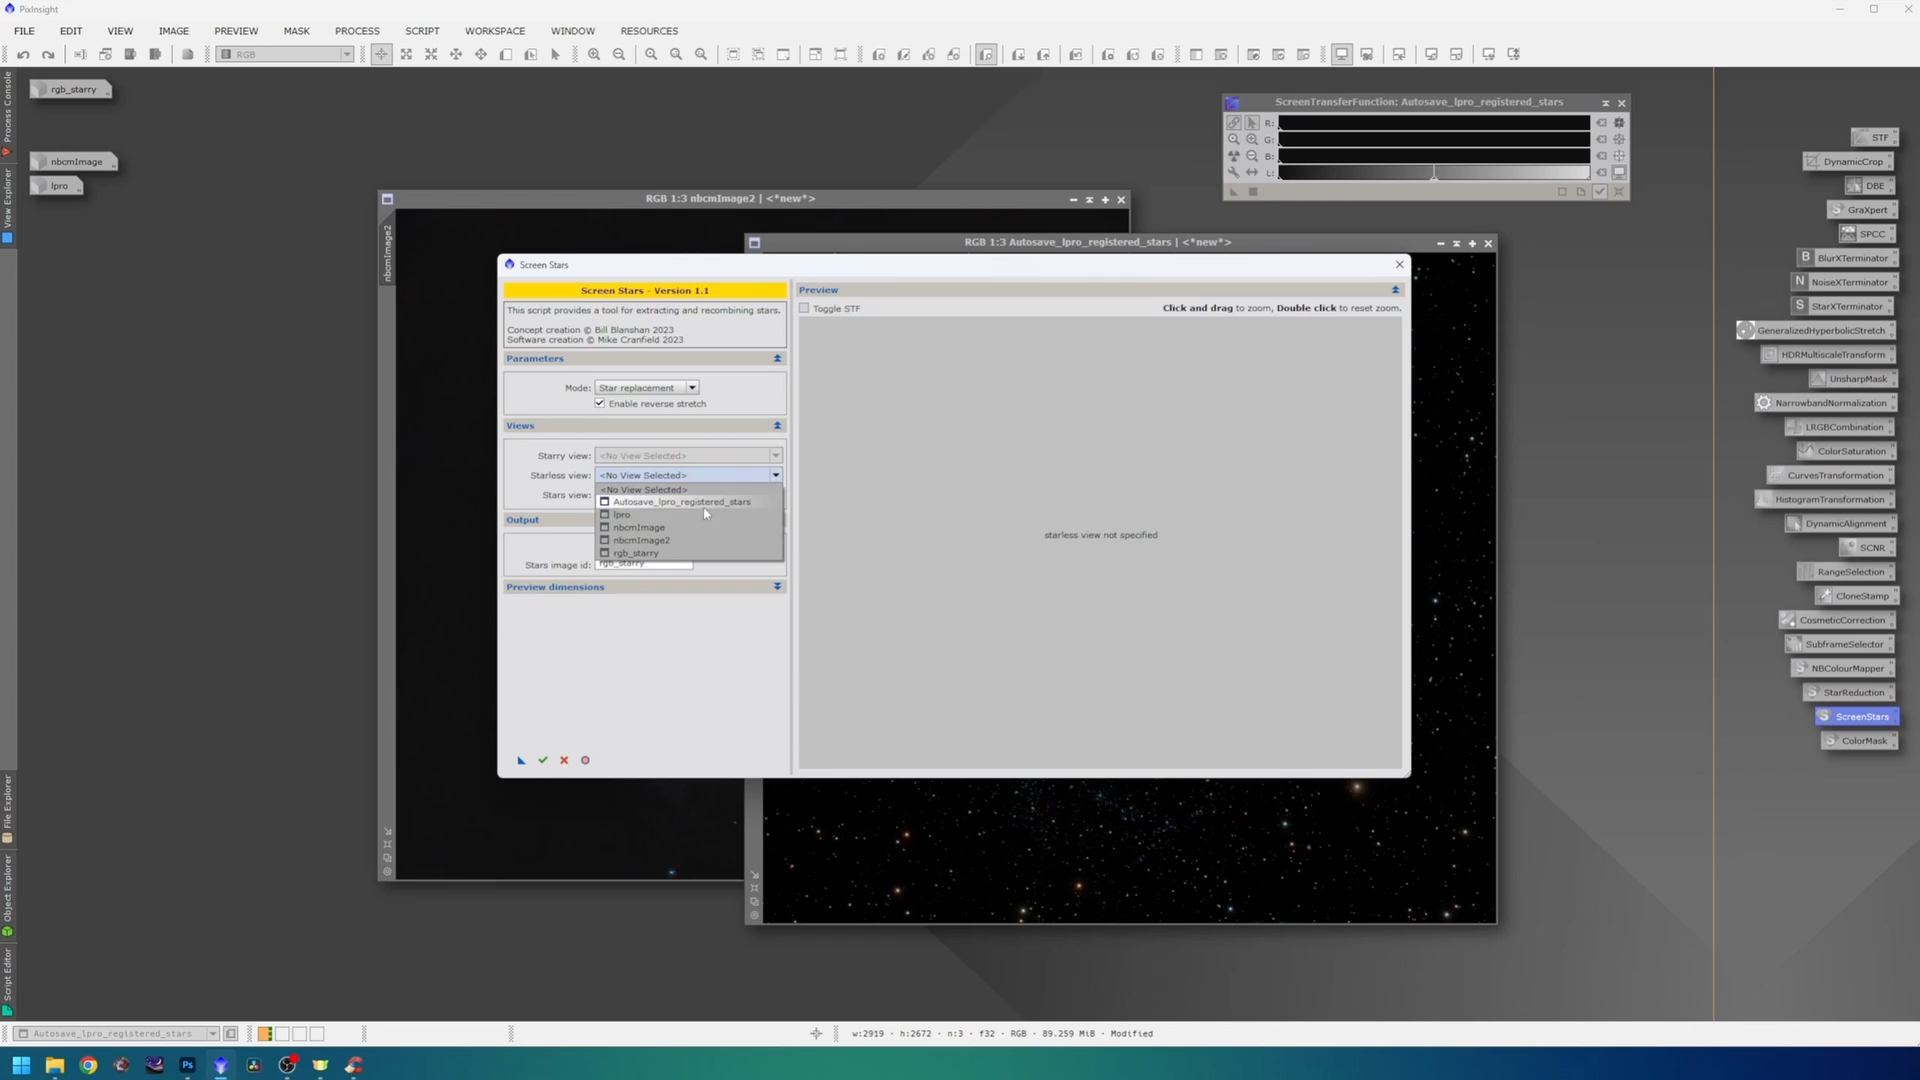 PixInsight
FILE EDIT VIEW IMAGE PREVIEW MASK PROCESS SCRIPT WORKSPACE WINDOW RESOURCES
RGB
Process Console
View Explorer
File Explorer
Object Explorer
Script Editor
rgb_starry
nbcmImage
lpro
RGB 1:3 nbcmImage2 | <*new*>
nbcmImage2
RGB 1:3 Autosave_lpro_registered_stars | <*new*>
ScreenTransferFunction: Autosave_lpro_registered_stars
R:
G:
B:
L:
Screen Stars
Screen Stars - Version 1.1
This script provides a tool for extracting and recombining stars.
Concept creation © Bill Blanshan 2023
Software creation © Mike Cranfield 2023
Parameters
Mode: Star replacement
Enable reverse stretch
Views
Starry view: <No View Selected>
Starless view: <No View Selected>
Stars view:
<No View Selected>
Autosave_lpro_registered_stars
lpro
nbcmImage
nbcmImage2
rgb_starry
Output
Stars image id: rgb_starry
Preview dimensions
Preview
Toggle STF
Click and drag to zoom, Double click to reset zoom.
starless view not specified
STF
DynamicCrop
DBE
S GraXpert
SPCC
B BlurXTerminator
N NoiseXTerminator
S StarXTerminator
GeneralizedHyperbolicStretch
HDRMultiscaleTransform
UnsharpMask
NarrowbandNormalization
LRGBCombination
ColorSaturation
CurvesTransformation
HistogramTransformation
DynamicAlignment
SCNR
RangeSelection
CloneStamp
CosmeticCorrection
SubframeSelector
S NBColourMapper
S StarReduction
S ScreenStars
S ColorMask
Autosave_lpro_registered_stars
w:2919 · h:2672 · n:3 · f32 · RGB · 89.259 MiB · Modified
Ps